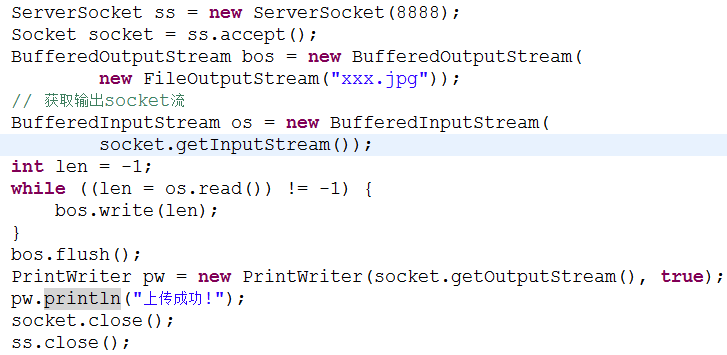 ServerSocket ss = new ServerSocket(8888);
Socket socket = ss.accept();
BufferedOutputStream bos = new BufferedOutputStream(
        new FileOutputStream("xxx.jpg"));
// 获取输出socket流
BufferedInputStream os = new BufferedInputStream(
        socket.getInputStream());
int len = -1;
while ((len = os.read()) != -1) {
    bos.write(len);
}
bos.flush();
PrintWriter pw = new PrintWriter(socket.getOutputStream(), true);
pw.println("上传成功!");
socket.close();
ss.close();